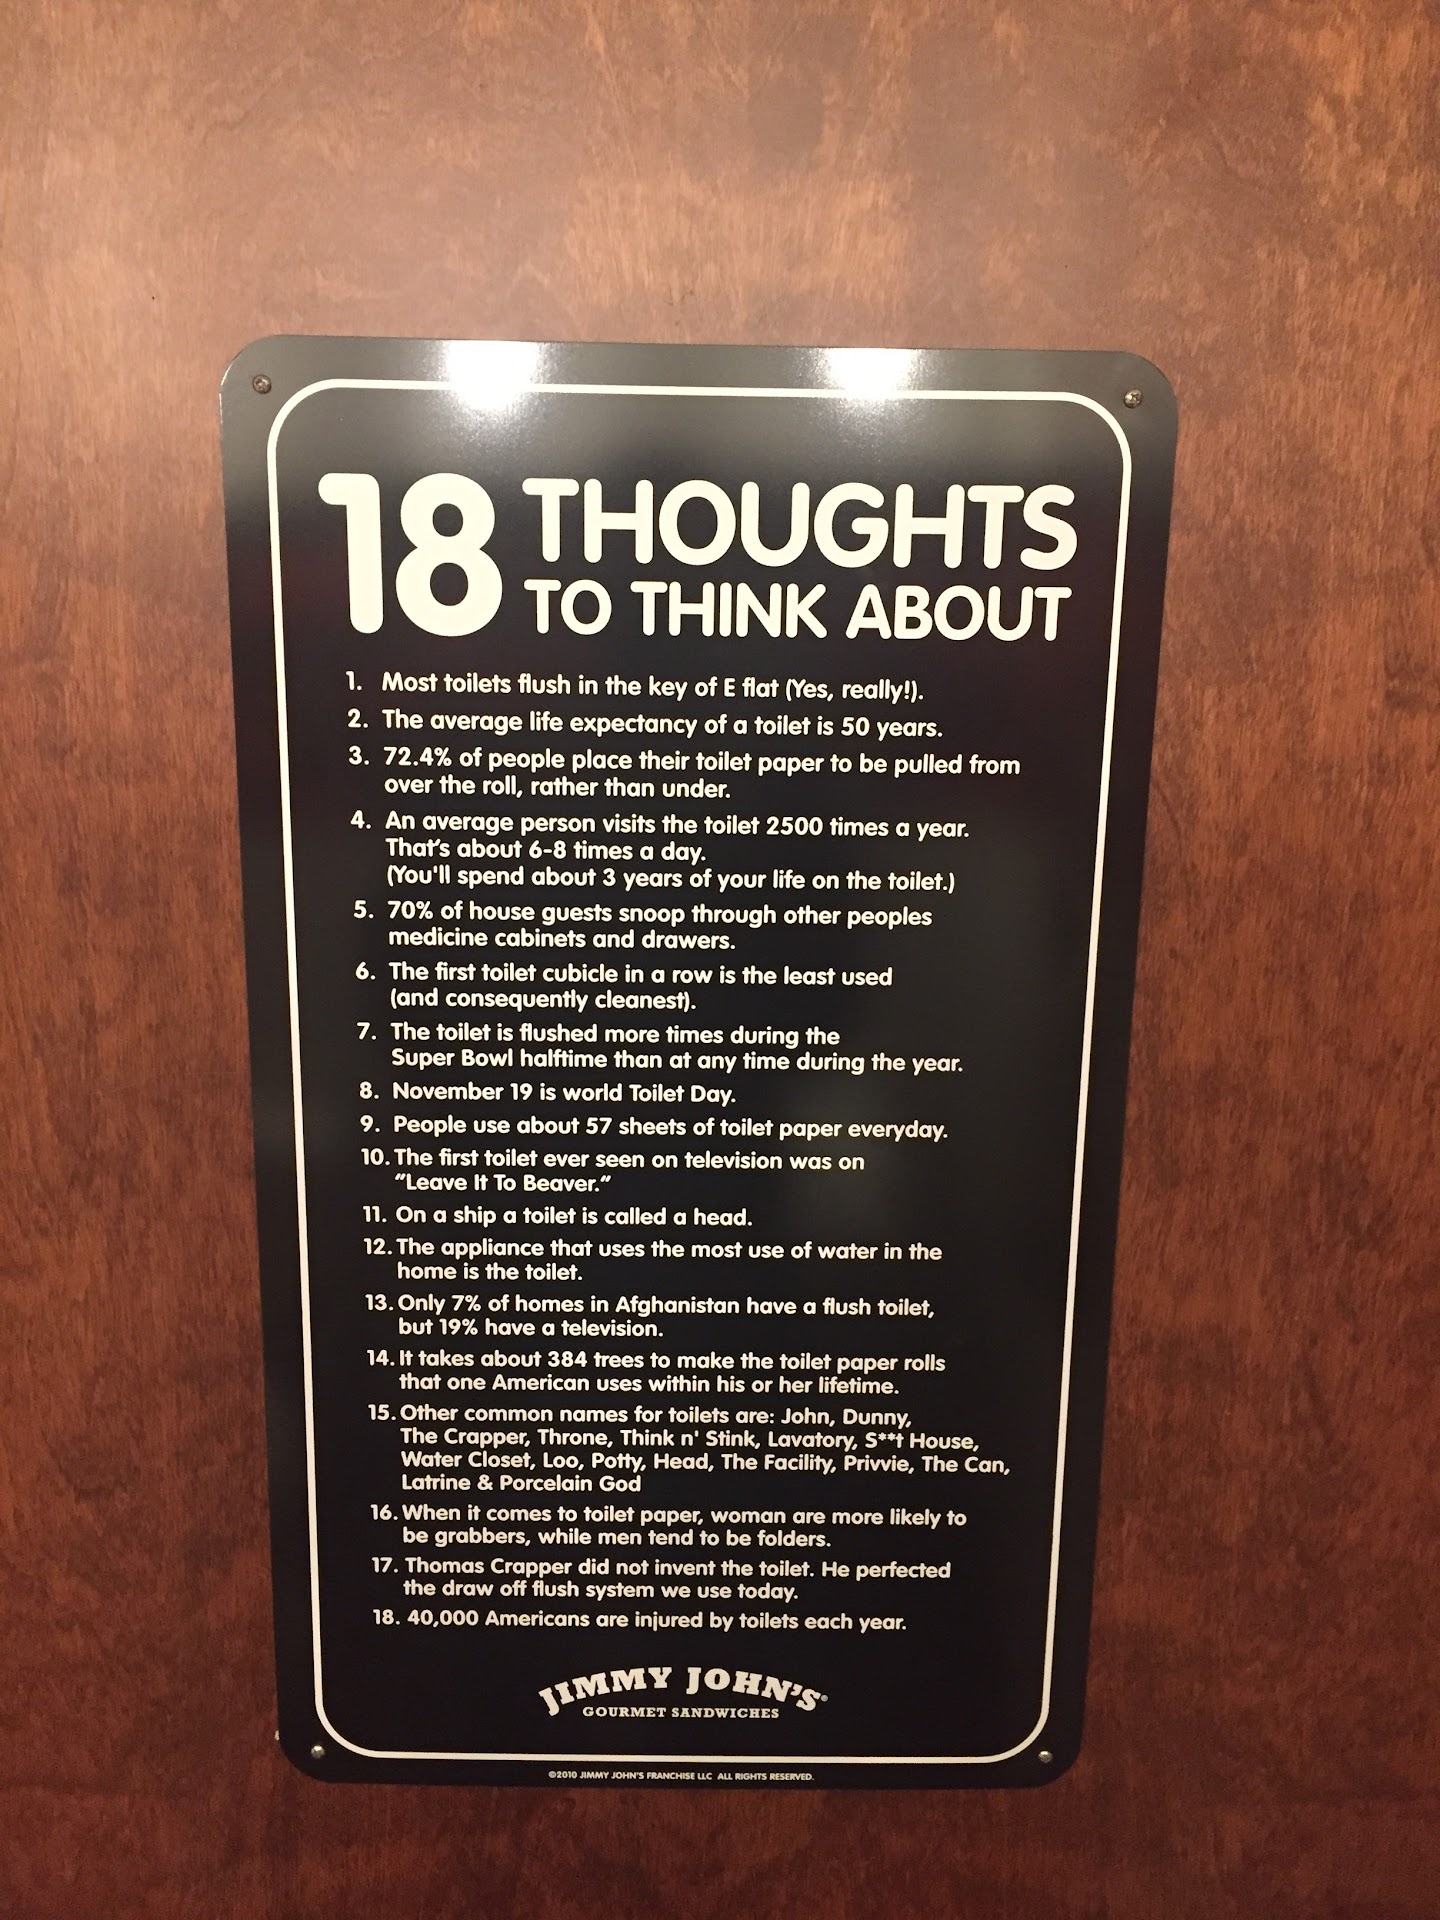 18 THOUGHTS
TO THINK ABOUT
1. Most toilets flush in the key of E flat (Yes, really!).
2. The average life expectancy of a toilet is 50 years.
3. 72.4% of people place their toilet paper to be pulled from
over the roll, rather than under.
4. An average person visits the toilet 2500 times a year.
That's about 6-8 times a day.
(You'll spend about 3 years of your life on the toilet.)
5. 70% of house guests snoop through other peoples
medicine cabinets and drawers.
6. The first toilet cubicle in a row is the least used
(and consequently cleanest).
7. The toilet is flushed more times during the
Super Bowl halftime than at any time during the year.
8. November 19 is world Toilet Day.
9. People use about 57 sheets of toilet paper everyday.
10. The first toilet ever seen on television was on
"Leave It To Beaver."
11. On a ship a toilet is called a head.
12. The appliance that uses the most use of water in the
home is the toilet.
13. Only 7% of homes in Afghanistan have a flush toilet,
but 19% have a television.
14. It takes about 384 trees to make the toilet paper rolls
that one American uses within his or her lifetime.
15. Other common names for toilets are: John, Dunny,
The Crapper, Throne, Think n' Stink, Lavatory, S**t House,
Water Closet, Loo, Potty, Head, The Facility, Privvie, The Can,
Latrine & Porcelain God
16. When it comes to toilet paper, woman are more likely to
be grabbers, while men tend to be folders.
17. Thomas Crapper did not invent the toilet. He perfected
the draw off flush system we use today.
18. 40,000 Americans are injured by toilets each year.
JIMMY JOHN'S®
GOURMET SANDWICHES
©2010 JIMMY JOHN'S FRANCHISE LLC ALL RIGHTS RESERVED.